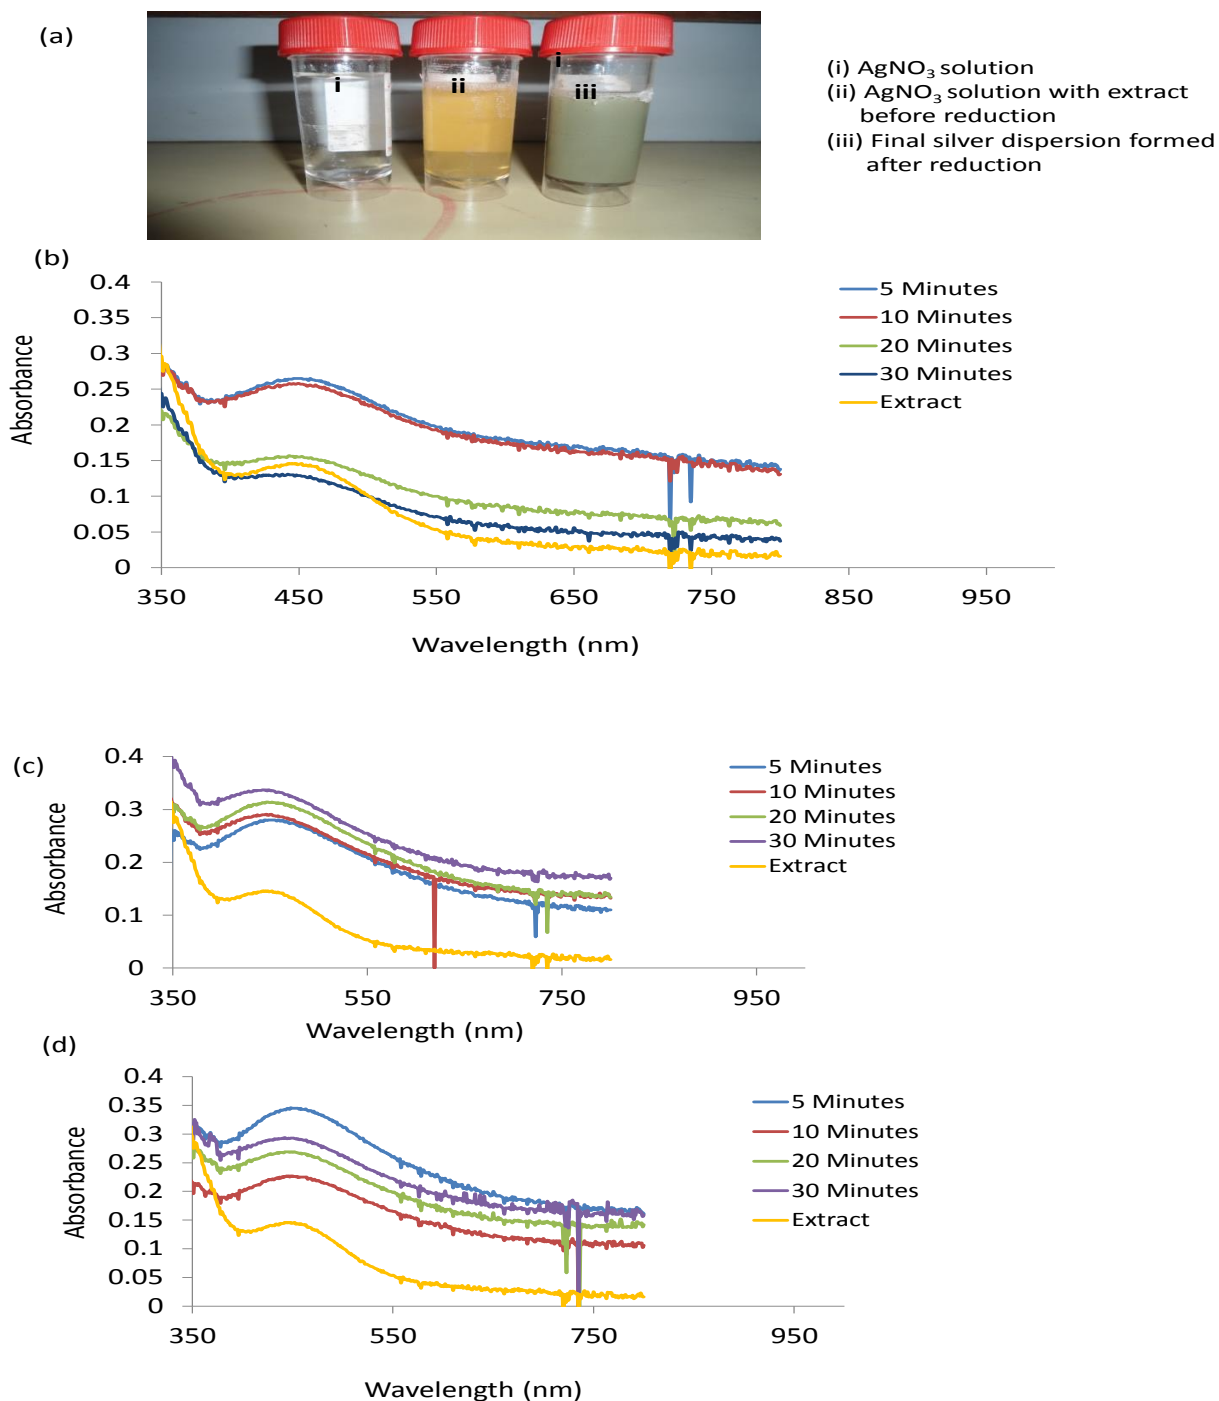 (a)
i
ii
i
iii
(i) AgNO₃ solution
(ii) AgNO₃ solution with extract
before reduction
(iii) Final silver dispersion formed
after reduction
(b)
0.4
0.35
0.3
0.25
0.2
0.15
0.1
0.05
0
Absorbance
350 450 550 650 750 850 950
Wavelength (nm)
5 Minutes
10 Minutes
20 Minutes
30 Minutes
Extract
(c)
0.4
0.3
0.2
0.1
0
Absorbance
350 550 750 950
Wavelength (nm)
5 Minutes
10 Minutes
20 Minutes
30 Minutes
Extract
(d)
0.4
0.35
0.3
0.25
0.2
0.15
0.1
0.05
0
Absorbance
350 550 750 950
Wavelength (nm)
5 Minutes
10 Minutes
20 Minutes
30 Minutes
Extract